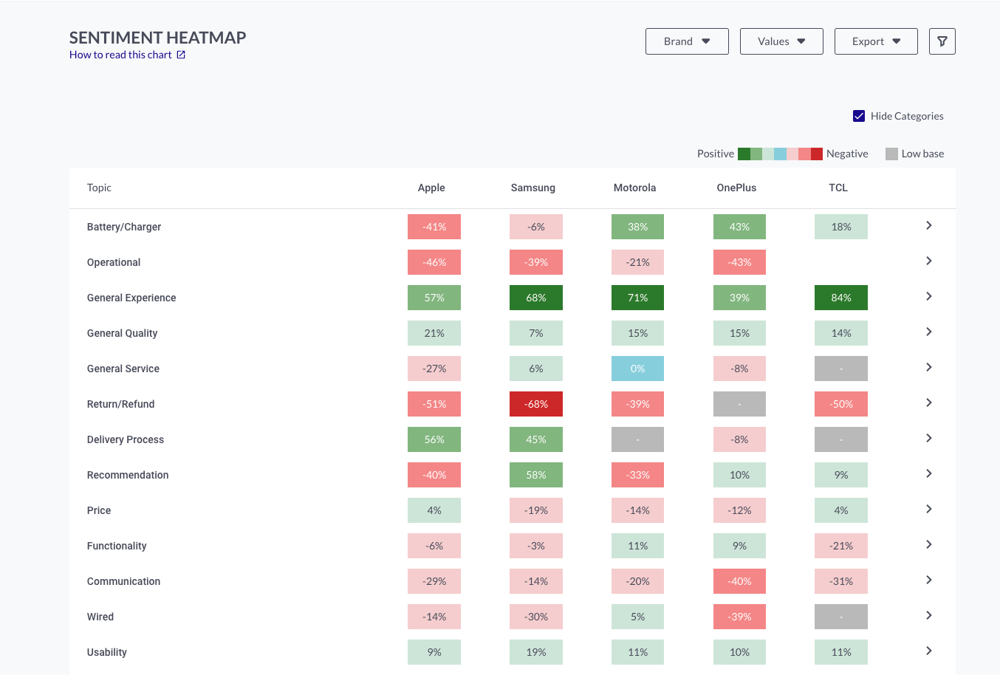 SENTIMENT HEATMAP
How to read this chart
Brand Values Export
Hide Categories
Positive Negative Low base
Topic Apple Samsung Motorola OnePlus TCL
Battery/Charger -41% -6% 38% 43% 18%
Operational -46% -39% -21% -43%
General Experience 57% 68% 71% 39% 84%
General Quality 21% 7% 15% 15% 14%
General Service -27% 6% 0% -8% -
Return/Refund -51% -68% -39% - -50%
Delivery Process 56% 45% - -8% -
Recommendation -40% 58% -33% 10% 9%
Price 4% -19% -14% -12% 4%
Functionality -6% -3% 11% 9% -21%
Communication -29% -14% -20% -40% -31%
Wired -14% -30% 5% -39% -
Usability 9% 19% 11% 10% 11%